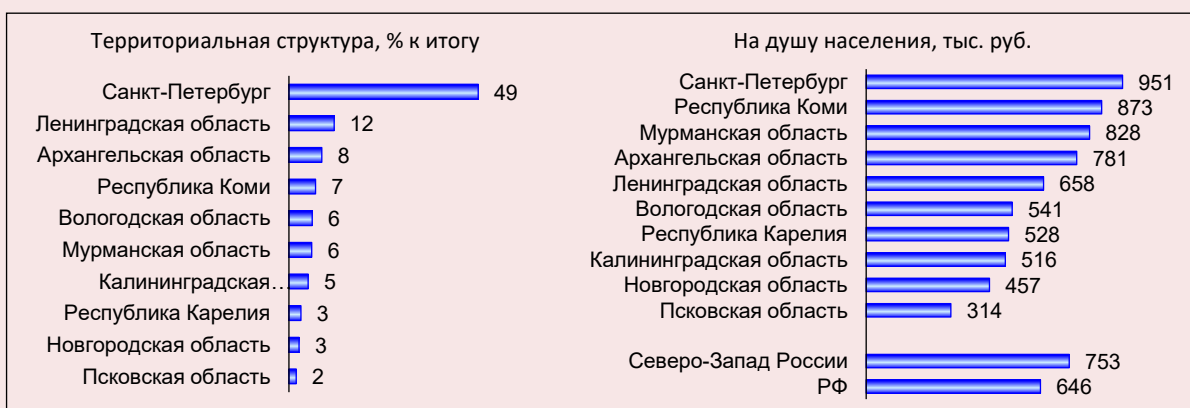 Территориальная структура, % к итогу
Санкт-Петербург 49
Ленинградская область 12
Архангельская область 8
Республика Коми 7
Вологодская область 6
Мурманская область 6
Калининградская… 5
Республика Карелия 3
Новгородская область 3
Псковская область 2
На душу населения, тыс. руб.
Санкт-Петербург 951
Республика Коми 873
Мурманская область 828
Архангельская область 781
Ленинградская область 658
Вологодская область 541
Республика Карелия 528
Калининградская область 516
Новгородская область 457
Псковская область 314
Северо-Запад России 753
РФ 646